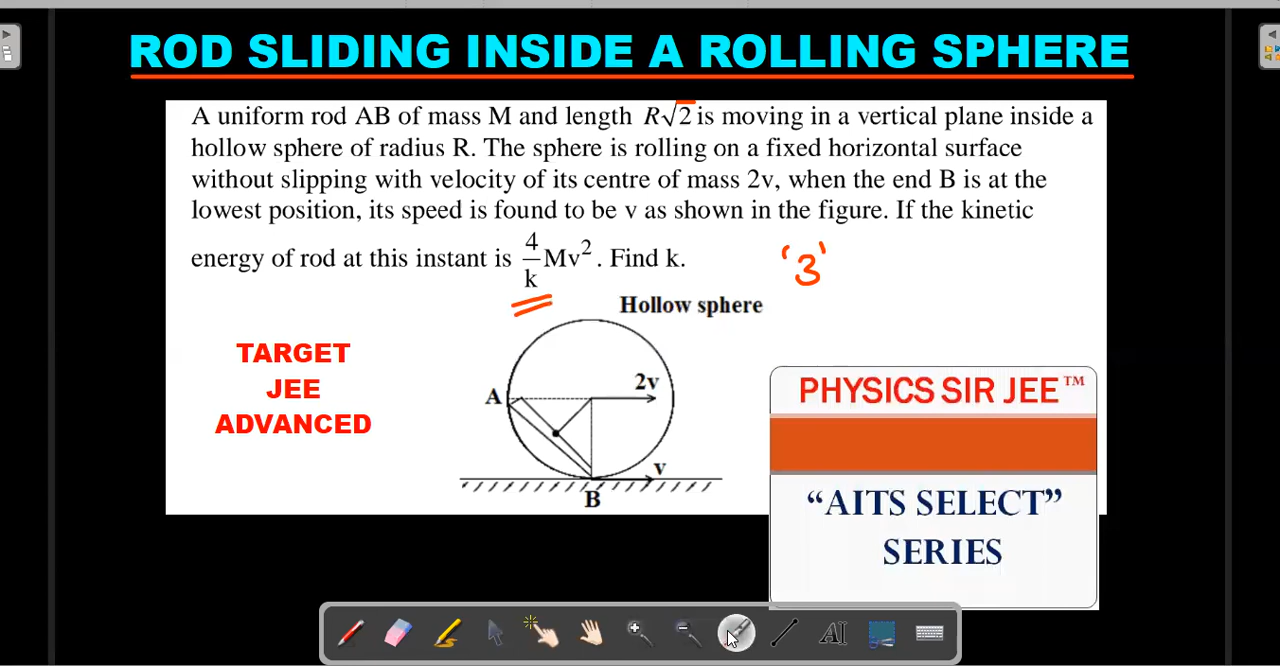 ROD SLIDING INSIDE A ROLLING SPHERE
A uniform rod AB of mass M and length R√2 is moving in a vertical plane inside a
hollow sphere of radius R. The sphere is rolling on a fixed horizontal surface
without slipping with velocity of its centre of mass 2v, when the end B is at the
lowest position, its speed is found to be v as shown in the figure. If the kinetic
energy of rod at this instant is 4/k Mv². Find k.
'3'
Hollow sphere
TARGET
JEE
ADVANCED
2v
A
v
B
PHYSICS SIR JEE™
“AITS SELECT”
SERIES
AI